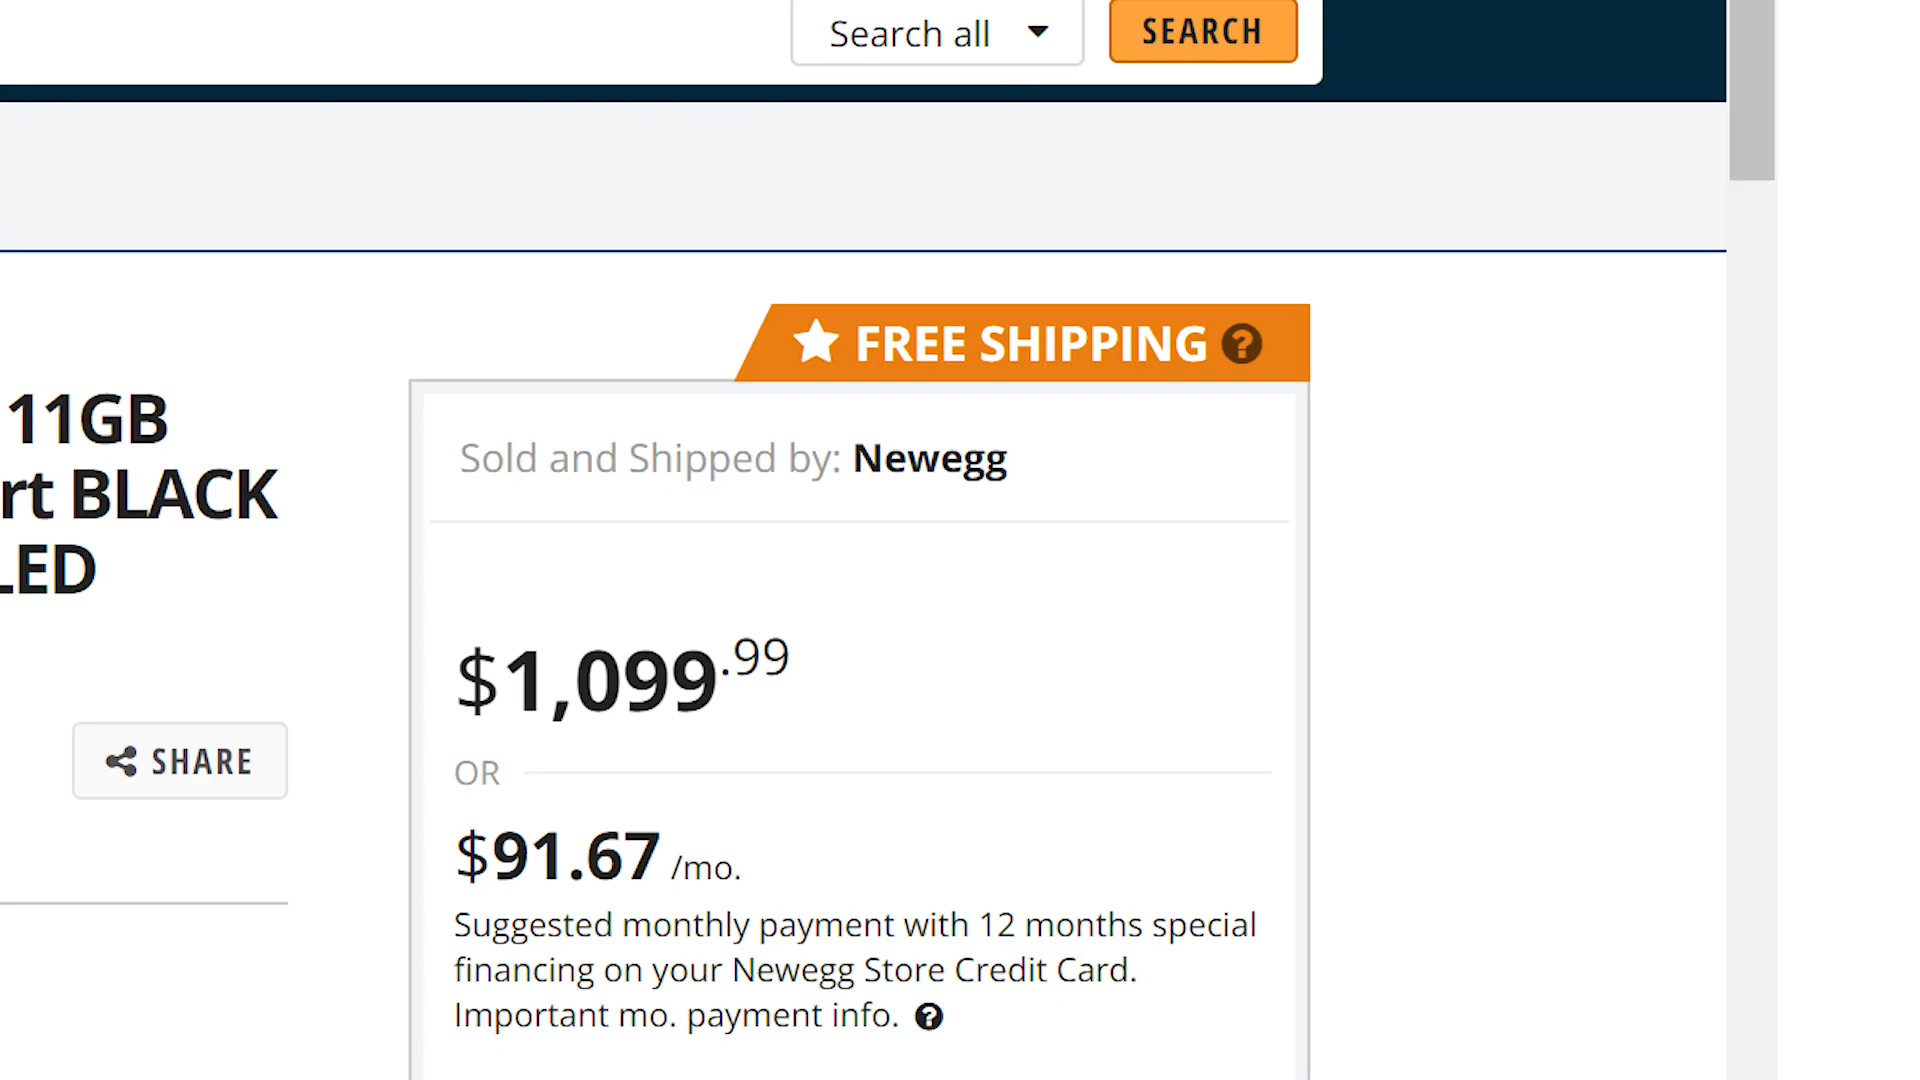 Search all
SEARCH
FREE SHIPPING
11GB
rt BLACK
LED
SHARE
Sold and Shipped by: Newegg
$1,099.99
OR
$91.67 /mo.
Suggested monthly payment with 12 months special
financing on your Newegg Store Credit Card.
Important mo. payment info.